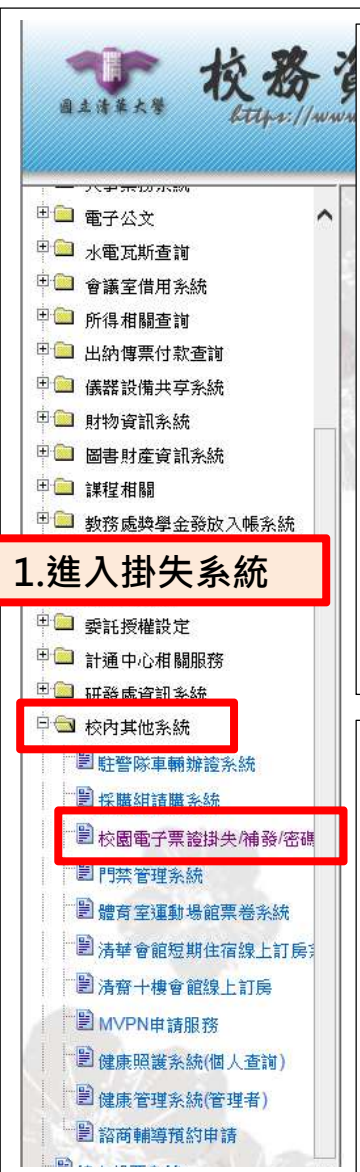 國立清華大學
校務資
https://www
電子公文
水電瓦斯查詢
會議室借用系統
所得相關查詢
出納傳票付款查詢
儀器設備共享系統
財物資訊系統
圖書財產資訊系統
課程相關
教務處獎學金發放入帳系統
1.進入掛失系統
委託授權設定
計通中心相關服務
研發處資訊系統
校內其他系統
駐警隊車輛辦證系統
採購組請購系統
校園電子票證掛失/補發/密碼
門禁管理系統
體育室運動場館票卷系統
清華會館短期住宿線上訂房
清齋十樓會館線上訂房
MVPN申請服務
健康照護系統(個人查詢)
健康管理系統(管理者)
諮商輔導預約申請